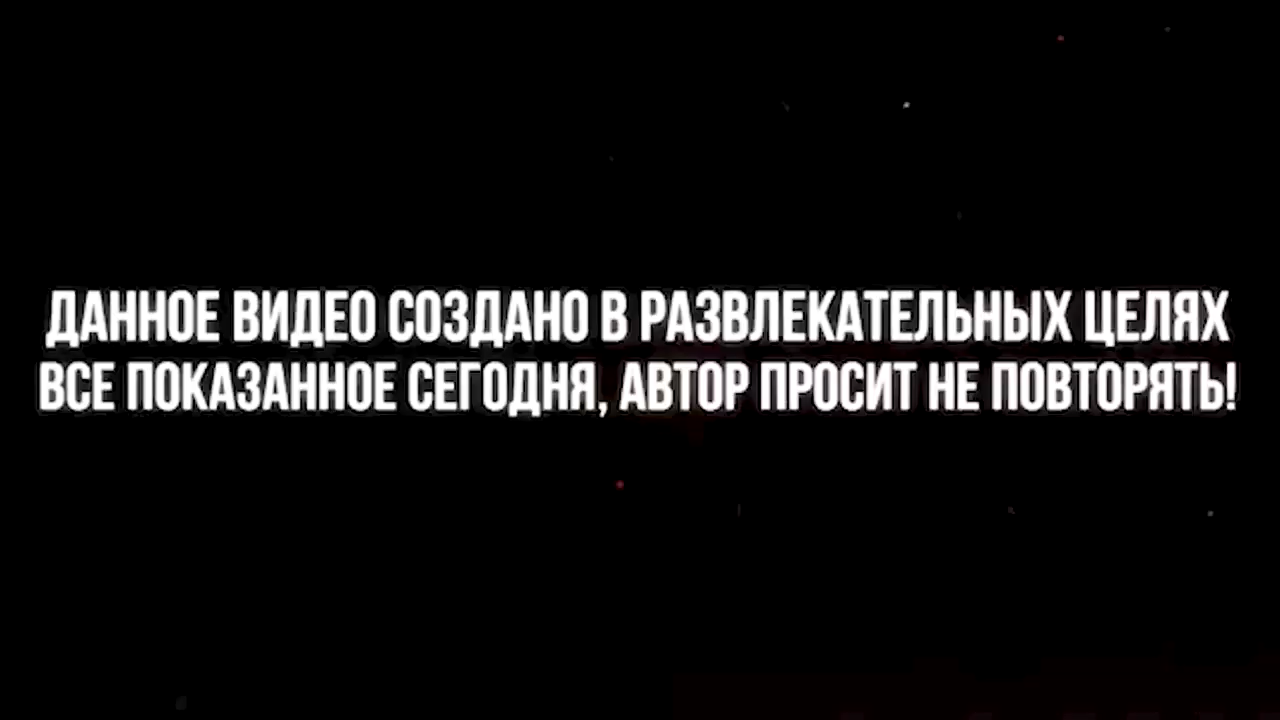 ДАННОЕ ВИДЕО СОЗДАНО В РАЗВЛЕКАТЕЛЬНЫХ ЦЕЛЯХ
ВСЕ ПОКАЗАННОЕ СЕГОДНЯ, АВТОР ПРОСИТ НЕ ПОВТОРЯТЬ!